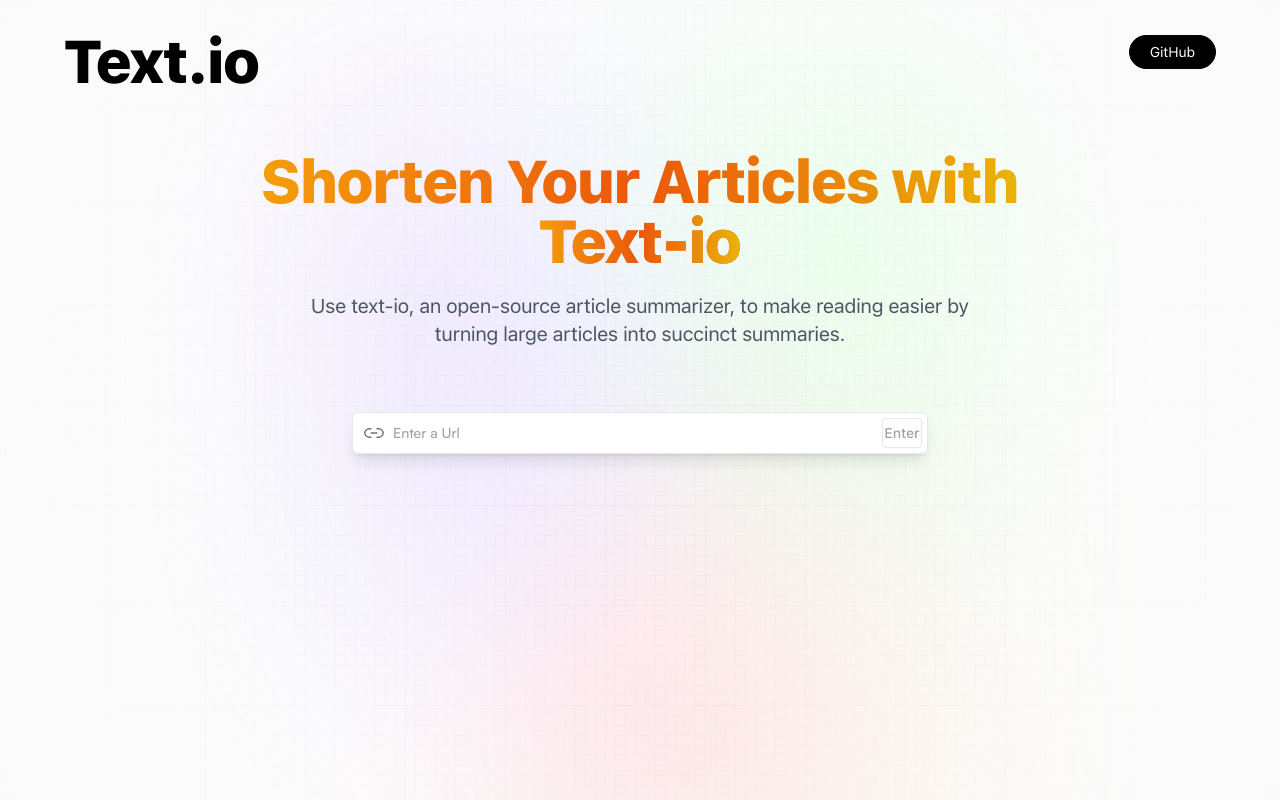 Text.io
GitHub
Shorten Your Articles with
Text-io
Use text-io, an open-source article summarizer, to make reading easier by
turning large articles into succinct summaries.
Enter a Url
Enter